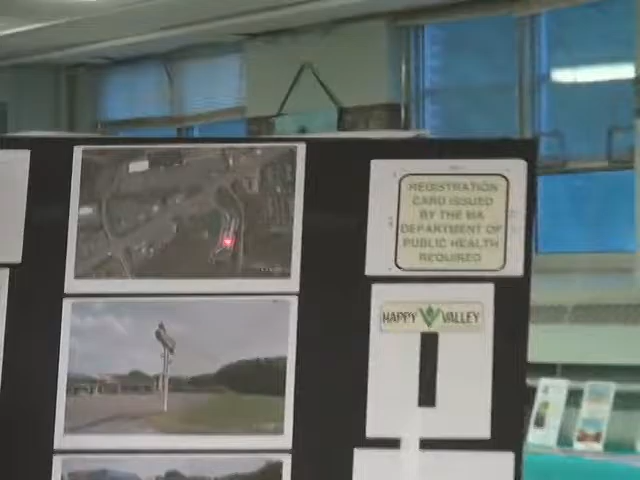 REGISTRATION
CARD ISSUED
BY THE MA
DEPARTMENT OF
PUBLIC HEALTH
REQUIRED
HAPPY VALLEY